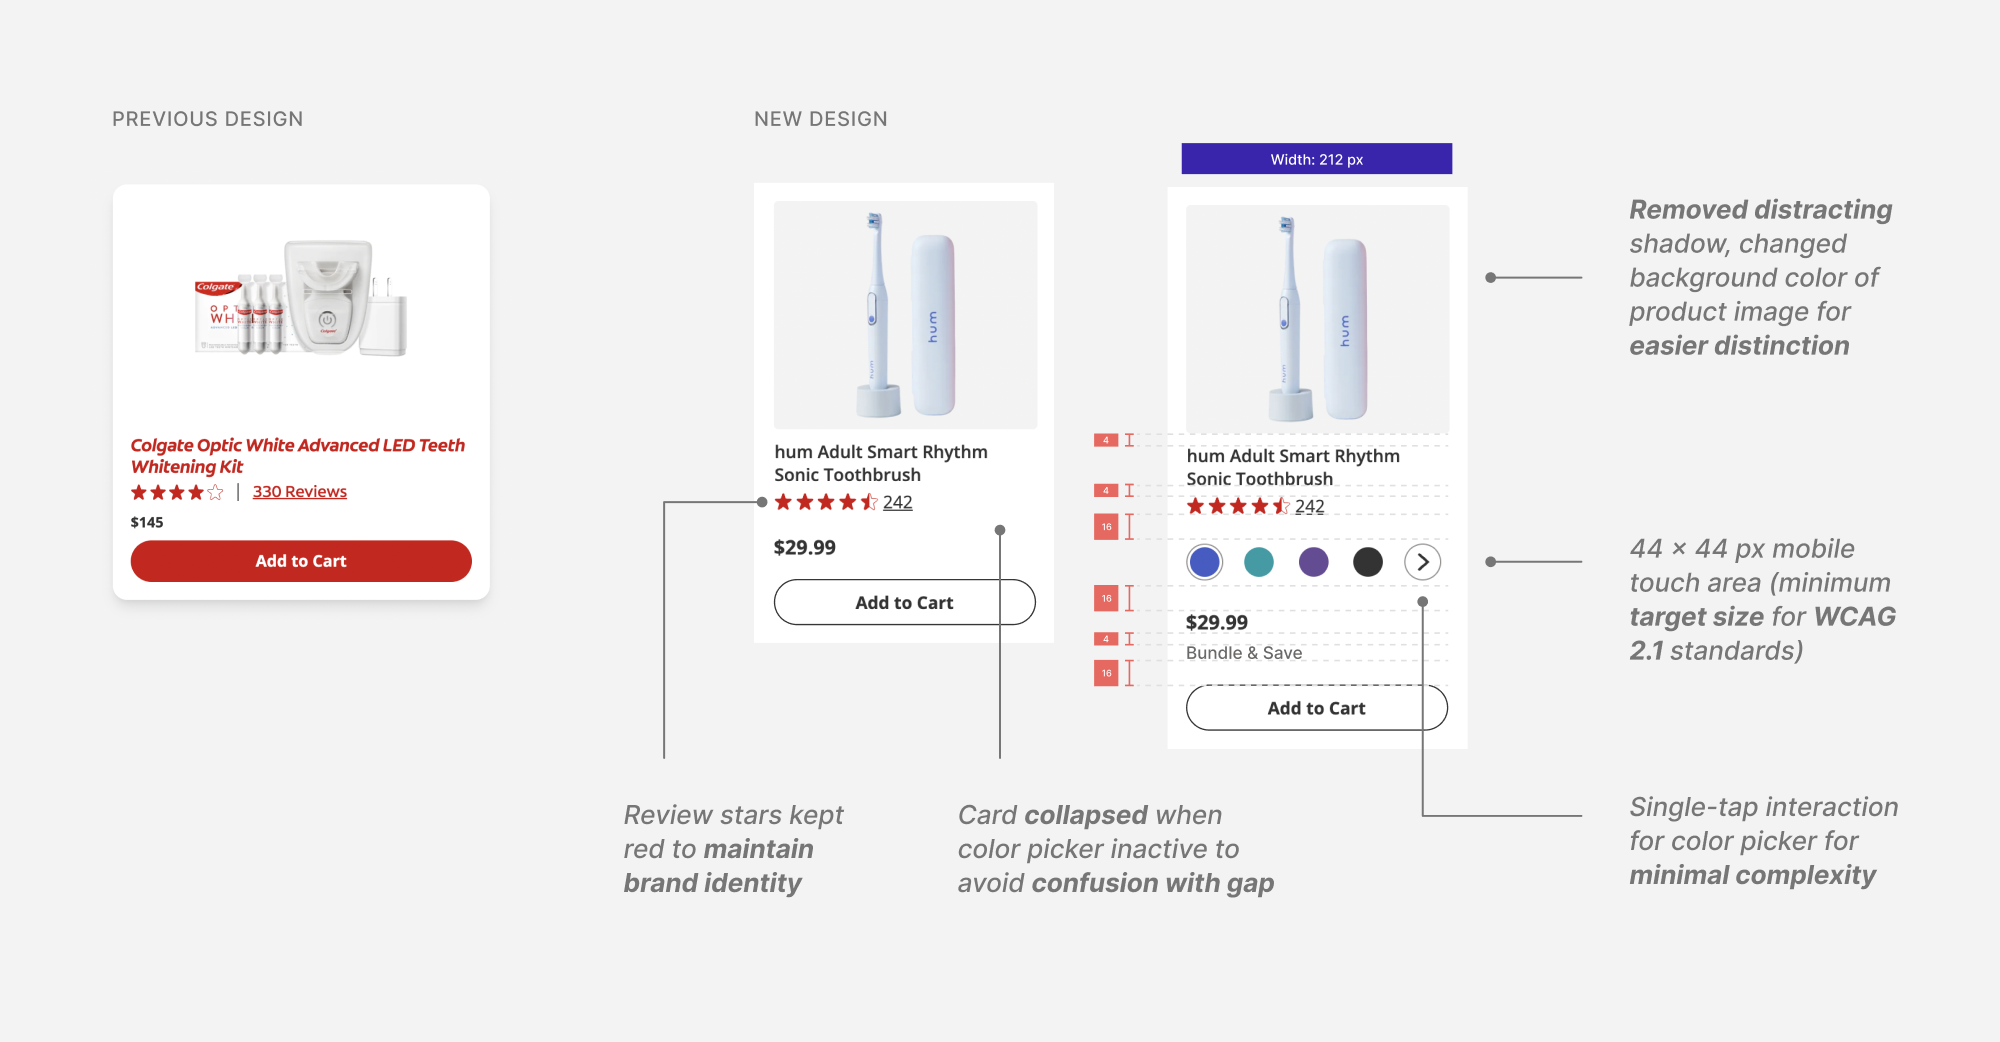 PREVIOUS DESIGN
Colgate
OPT
WH
Colgate
Colgate Optic White Advanced LED Teeth
Whitening Kit
330 Reviews
$145
Add to Cart
NEW DESIGN
hum
hum
hum Adult Smart Rhythm
Sonic Toothbrush
242
$29.99
Add to Cart
Width: 212 px
hum
hum
4
hum Adult Smart Rhythm
4
Sonic Toothbrush
242
16
16
$29.99
4
Bundle & Save
16
Add to Cart
Removed distracting
shadow, changed
background color of
product image for
easier distinction
44 × 44 px mobile
touch area (minimum
target size for WCAG
2.1 standards)
Single-tap interaction
for color picker for
minimal complexity
Review stars kept
red to maintain
brand identity
Card collapsed when
color picker inactive to
avoid confusion with gap